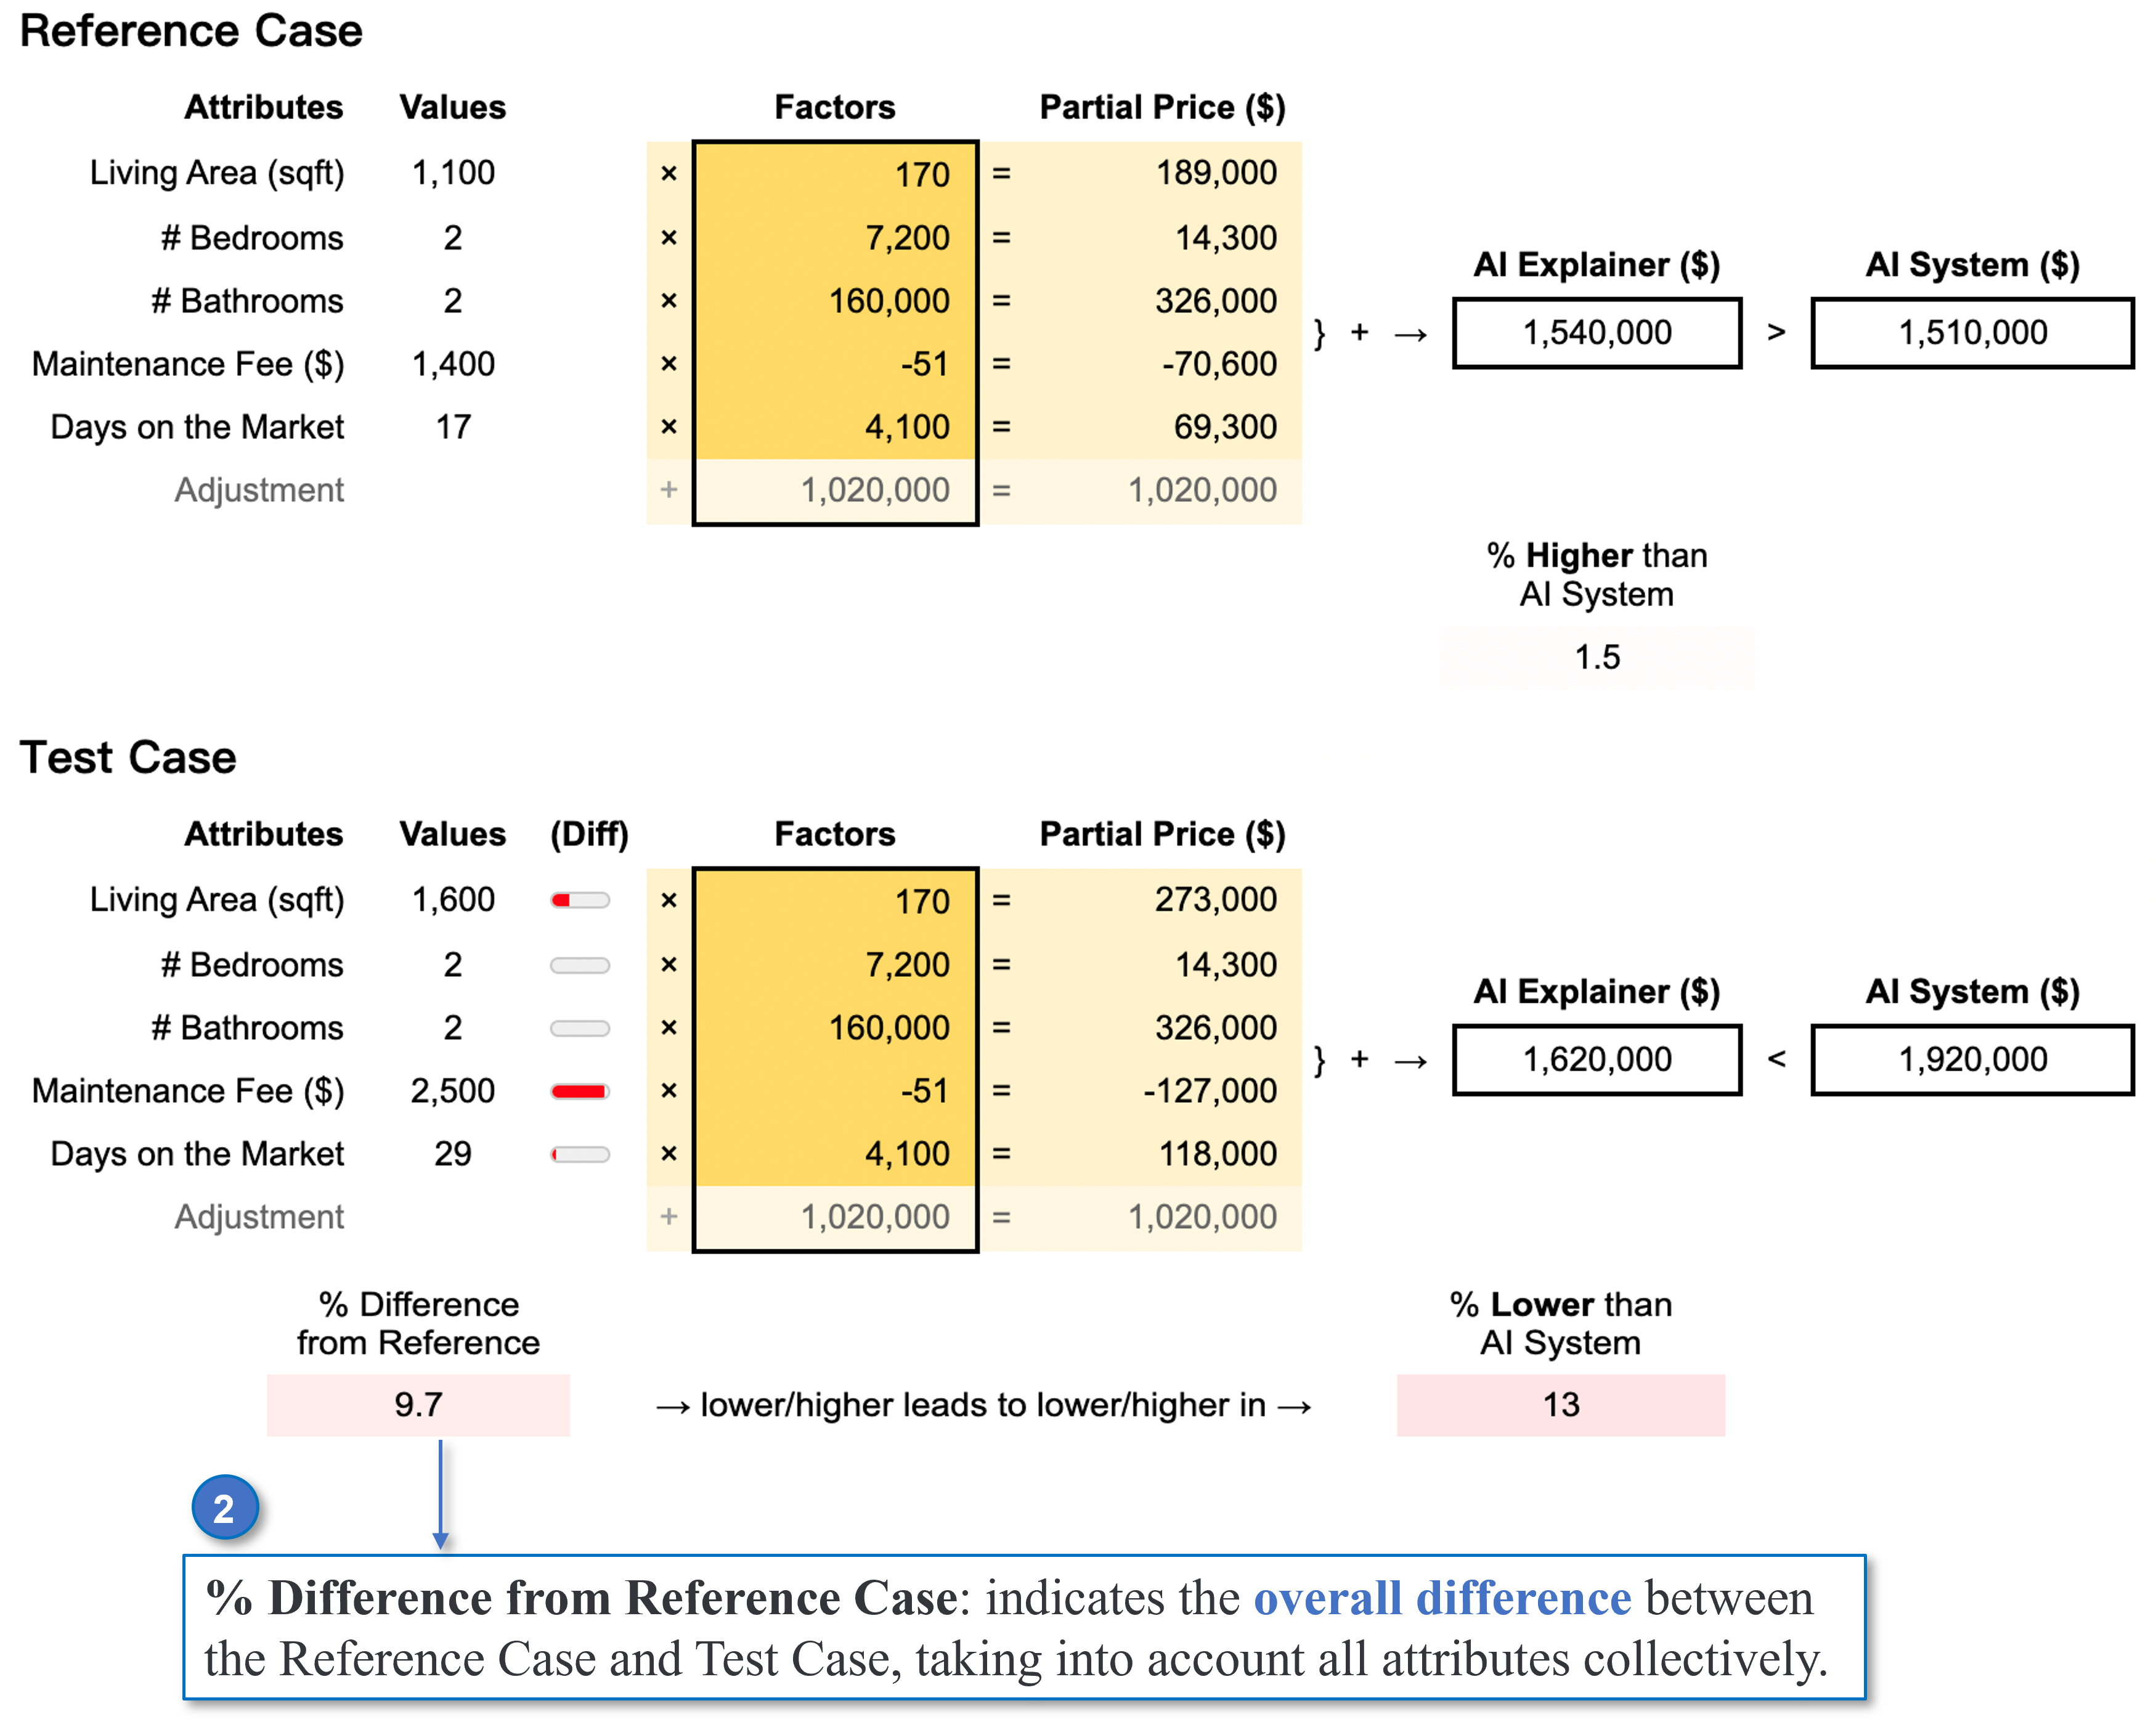 Reference Case
Attributes Values Factors Partial Price ($)
Living Area (sqft) 1,100 × 170 = 189,000
# Bedrooms 2 × 7,200 = 14,300
# Bathrooms 2 × 160,000 = 326,000
Maintenance Fee ($) 1,400 × -51 = -70,600
Days on the Market 17 × 4,100 = 69,300
Adjustment + 1,020,000 = 1,020,000
AI Explainer ($) AI System ($)
} + → 1,540,000 > 1,510,000
% Higher than
AI System
1.5
Test Case
Attributes Values (Diff) Factors Partial Price ($)
Living Area (sqft) 1,600 × 170 = 273,000
# Bedrooms 2 × 7,200 = 14,300
# Bathrooms 2 × 160,000 = 326,000
Maintenance Fee ($) 2,500 × -51 = -127,000
Days on the Market 29 × 4,100 = 118,000
Adjustment + 1,020,000 = 1,020,000
AI Explainer ($) AI System ($)
} + → 1,620,000 < 1,920,000
% Difference
from Reference
9.7
→ lower/higher leads to lower/higher in →
% Lower than
AI System
13
2
% Difference from Reference Case: indicates the overall difference between
the Reference Case and Test Case, taking into account all attributes collectively.